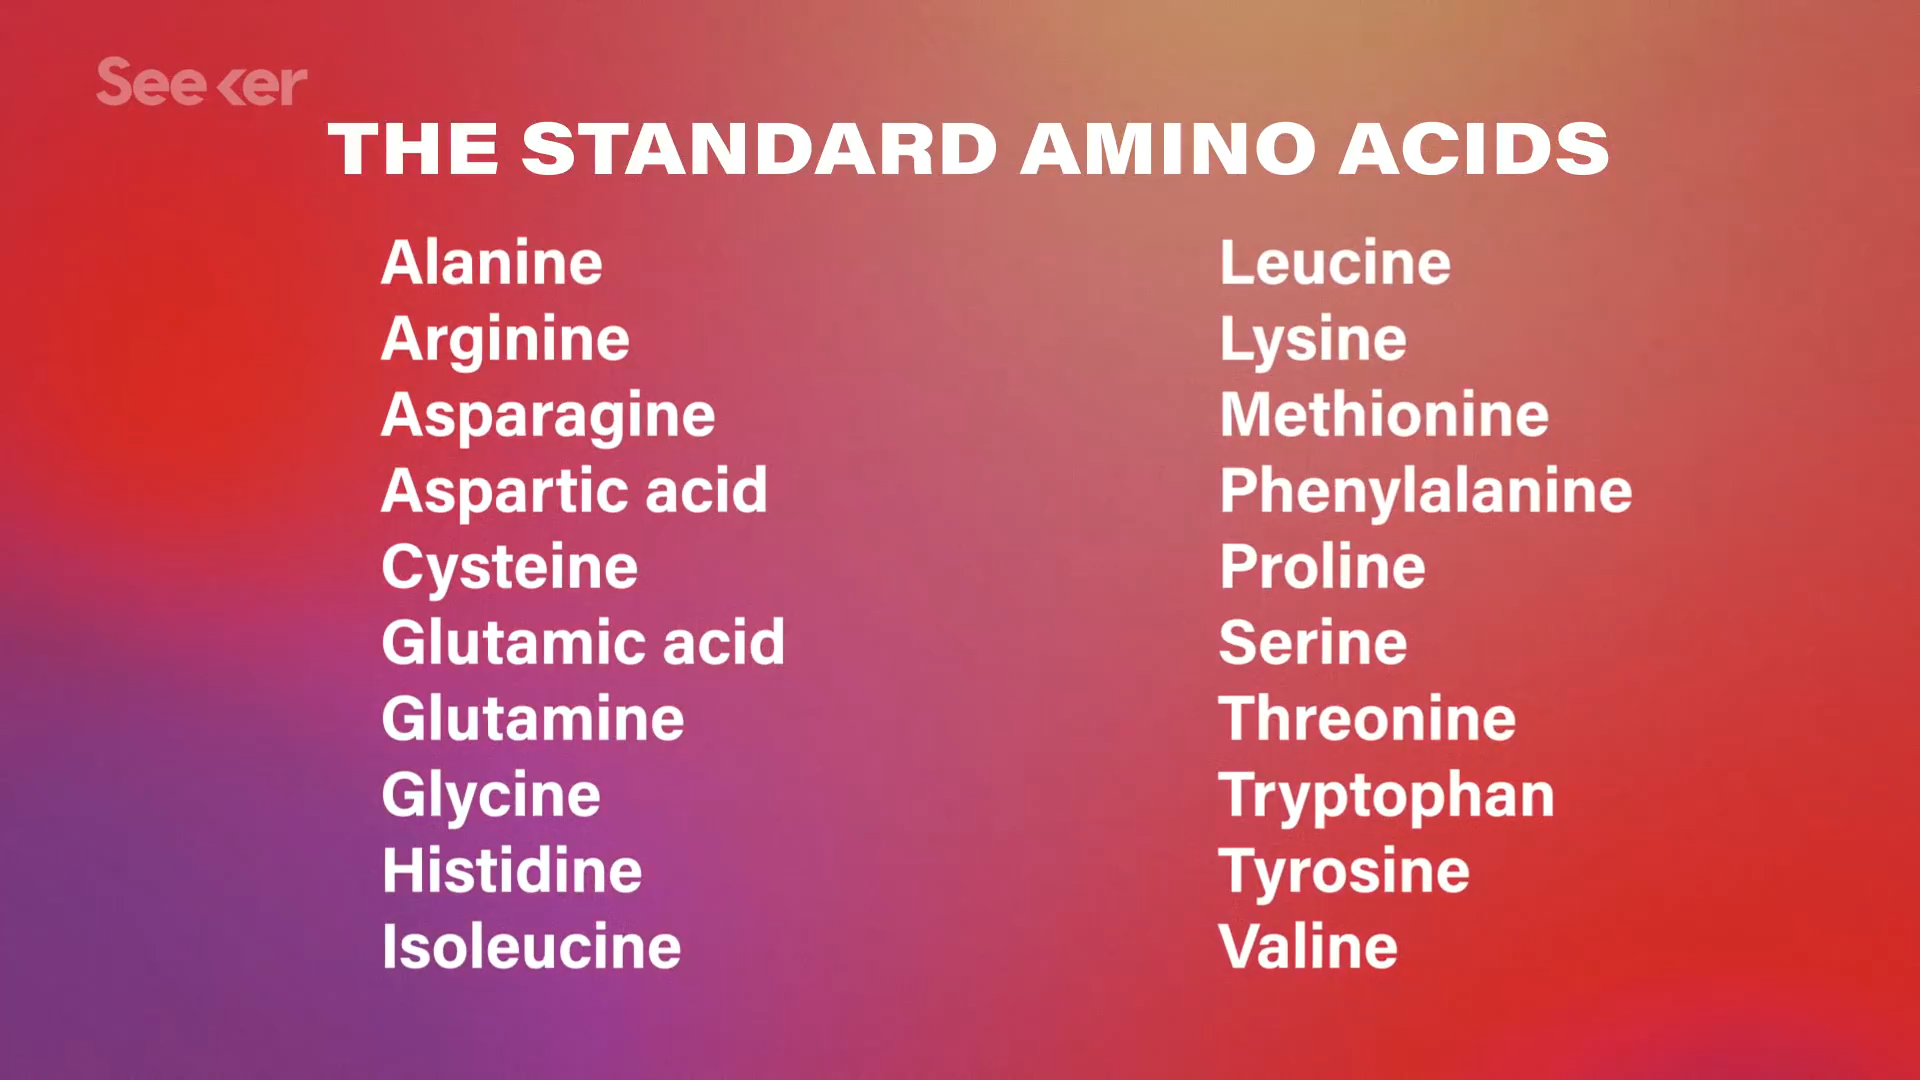 Seeker
THE STANDARD AMINO ACIDS
Alanine
Arginine
Asparagine
Aspartic acid
Cysteine
Glutamic acid
Glutamine
Glycine
Histidine
Isoleucine
Leucine
Lysine
Methionine
Phenylalanine
Proline
Serine
Threonine
Tryptophan
Tyrosine
Valine